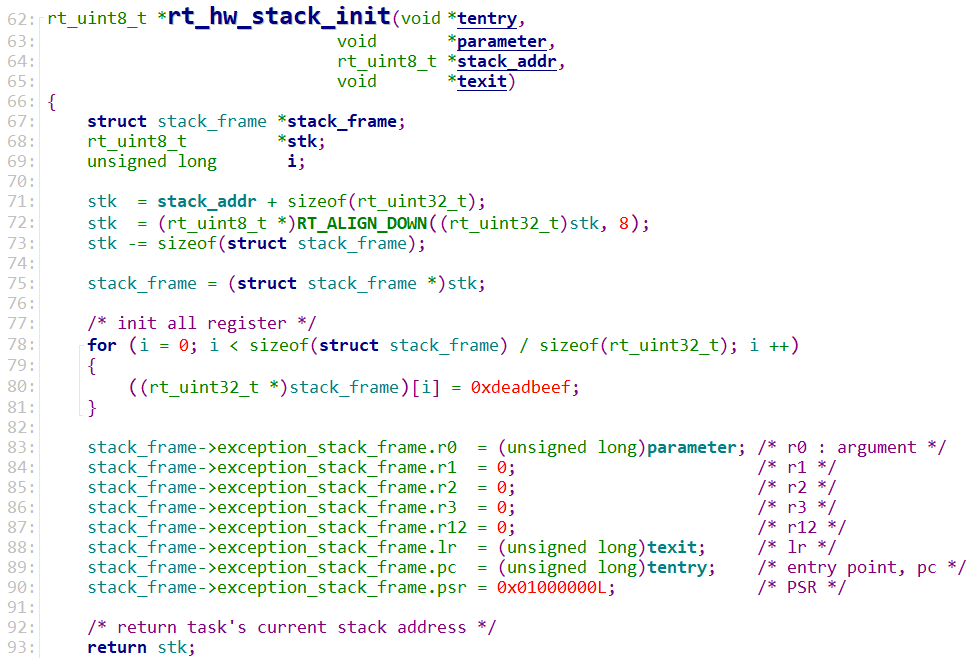 62: rt_uint8_t *rt_hw_stack_init(void *tentry,
63:                              void       *parameter,
64:                              rt_uint8_t *stack_addr,
65:                              void       *texit)
66: {
67:     struct stack_frame *stack_frame;
68:     rt_uint8_t         *stk;
69:     unsigned long       i;
70:
71:     stk  = stack_addr + sizeof(rt_uint32_t);
72:     stk  = (rt_uint8_t *)RT_ALIGN_DOWN((rt_uint32_t)stk, 8);
73:     stk -= sizeof(struct stack_frame);
74:
75:     stack_frame = (struct stack_frame *)stk;
76:
77:     /* init all register */
78:     for (i = 0; i < sizeof(struct stack_frame) / sizeof(rt_uint32_t); i ++)
79:     {
80:         ((rt_uint32_t *)stack_frame)[i] = 0xdeadbeef;
81:     }
82:
83:     stack_frame->exception_stack_frame.r0  = (unsigned long)parameter; /* r0 : argument */
84:     stack_frame->exception_stack_frame.r1  = 0;                        /* r1 */
85:     stack_frame->exception_stack_frame.r2  = 0;                        /* r2 */
86:     stack_frame->exception_stack_frame.r3  = 0;                        /* r3 */
87:     stack_frame->exception_stack_frame.r12 = 0;                        /* r12 */
88:     stack_frame->exception_stack_frame.lr  = (unsigned long)texit;     /* lr */
89:     stack_frame->exception_stack_frame.pc  = (unsigned long)tentry;    /* entry point, pc */
90:     stack_frame->exception_stack_frame.psr = 0x01000000L;              /* PSR */
91:
92:     /* return task's current stack address */
93:     return stk;